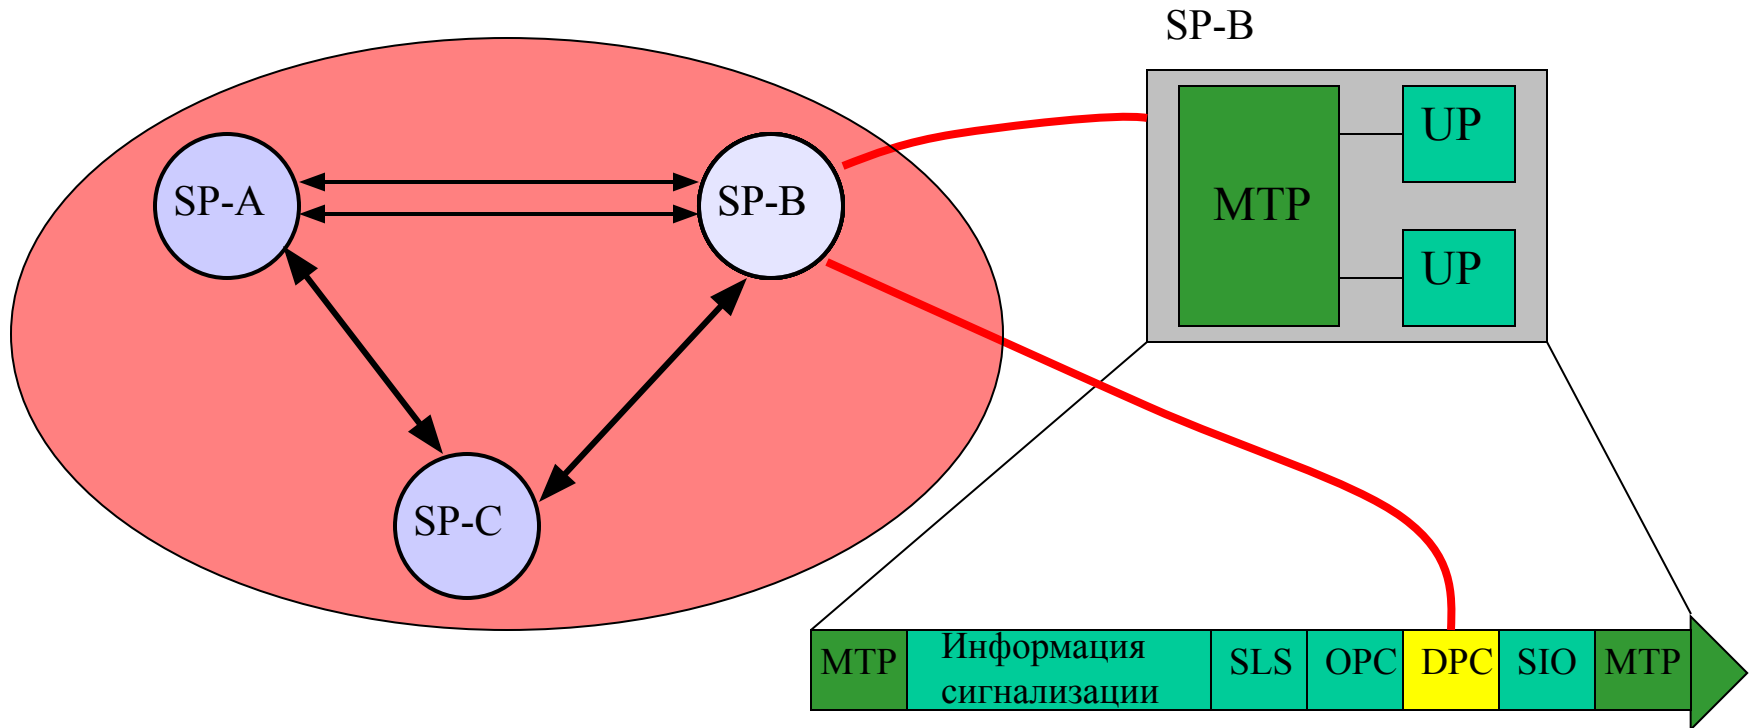 SP-B
SP-A
SP-B
SP-C
MTP
UP
UP
MTP
Информация
сигнализации
SLS
OPC
DPC
SIO
MTP